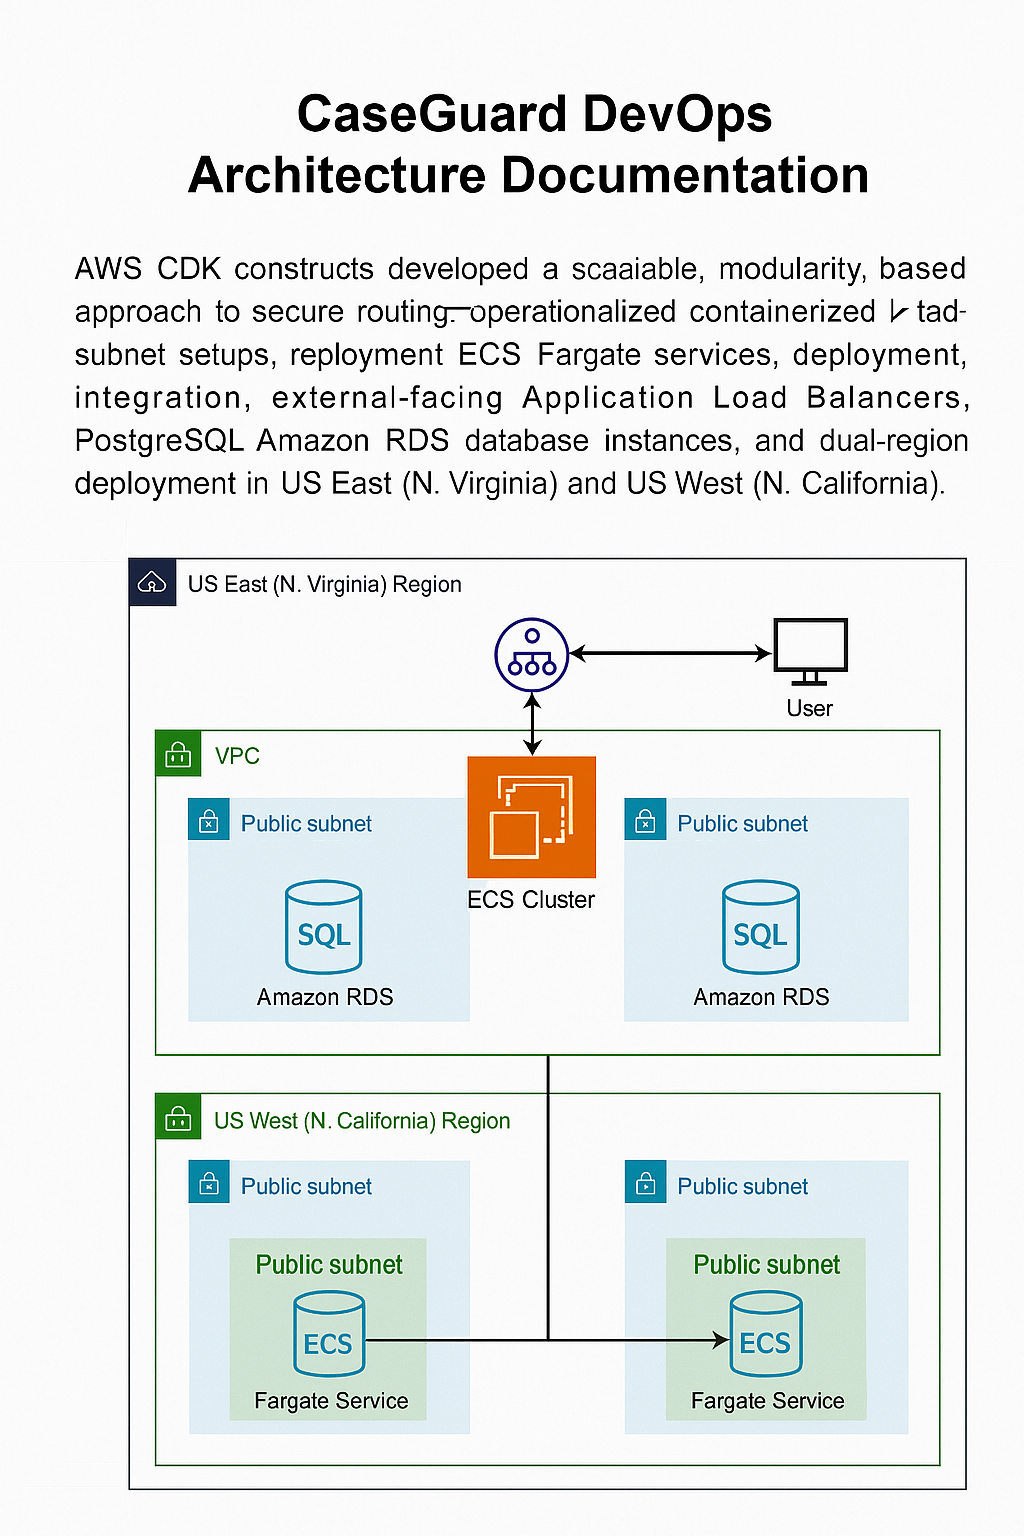 CaseGuard DevOps
Architecture Documentation
AWS CDK constructs developed a scaaiable, modularity, based
approach to secure routing. operationalized containerized tad-
subnet setups, reployment ECS Fargate services, deployment,
integration, external-facing Application Load Balancers,
PostgreSQL Amazon RDS database instances, and dual-region
deployment in US East (N. Virginia) and US West (N. California).
US East (N. Virginia) Region
User
VPC
Public subnet
Public subnet
ECS Cluster
SQL
SQL
Amazon RDS
Amazon RDS
US West (N. California) Region
Public subnet
Public subnet
Public subnet
Public subnet
ECS
ECS
Fargate Service
Fargate Service